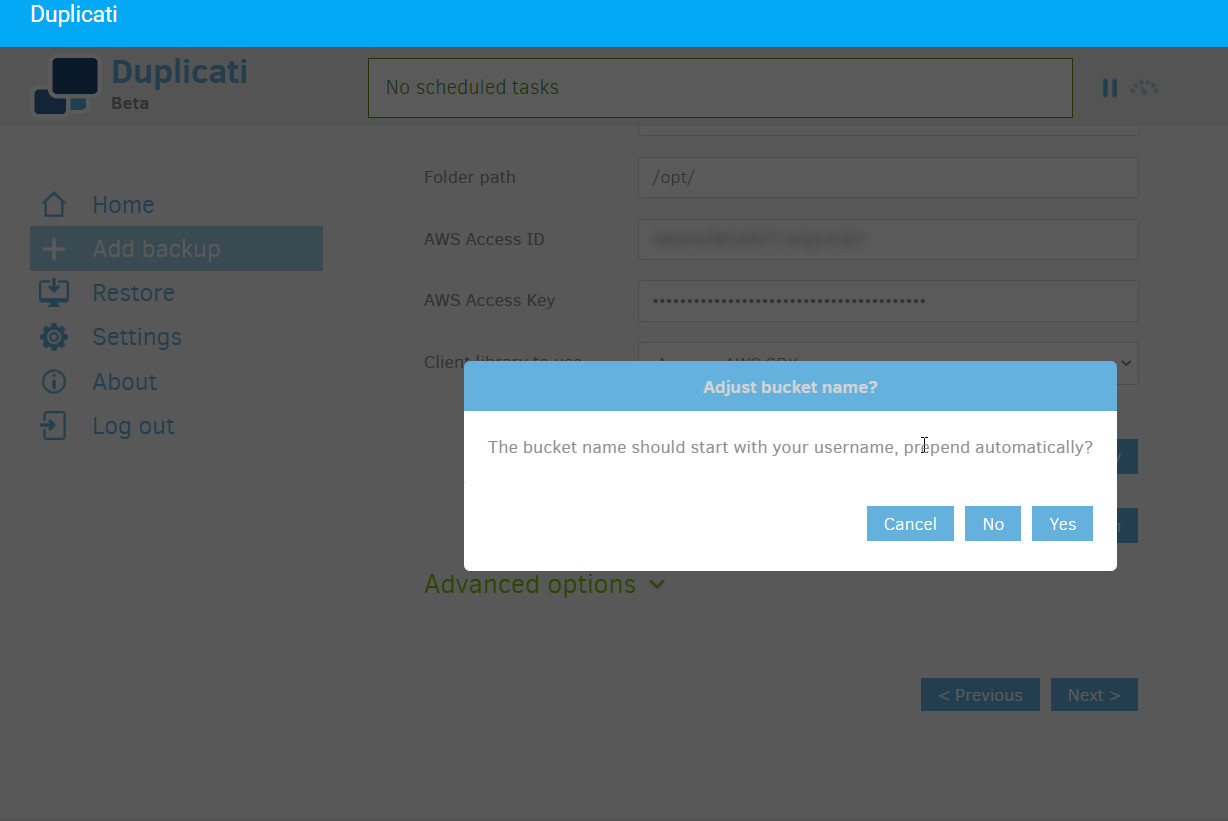 Duplicati
Duplicati
Beta
No scheduled tasks
Home
Add backup
Restore
Settings
About
Log out
Folder path
/opt/
AWS Access ID
AWS Access Key
Client library to use
AWS SDK
Adjust bucket name?
The bucket name should start with your username, prepend automatically?
Cancel
No
Yes
Advanced options
< Previous
Next >